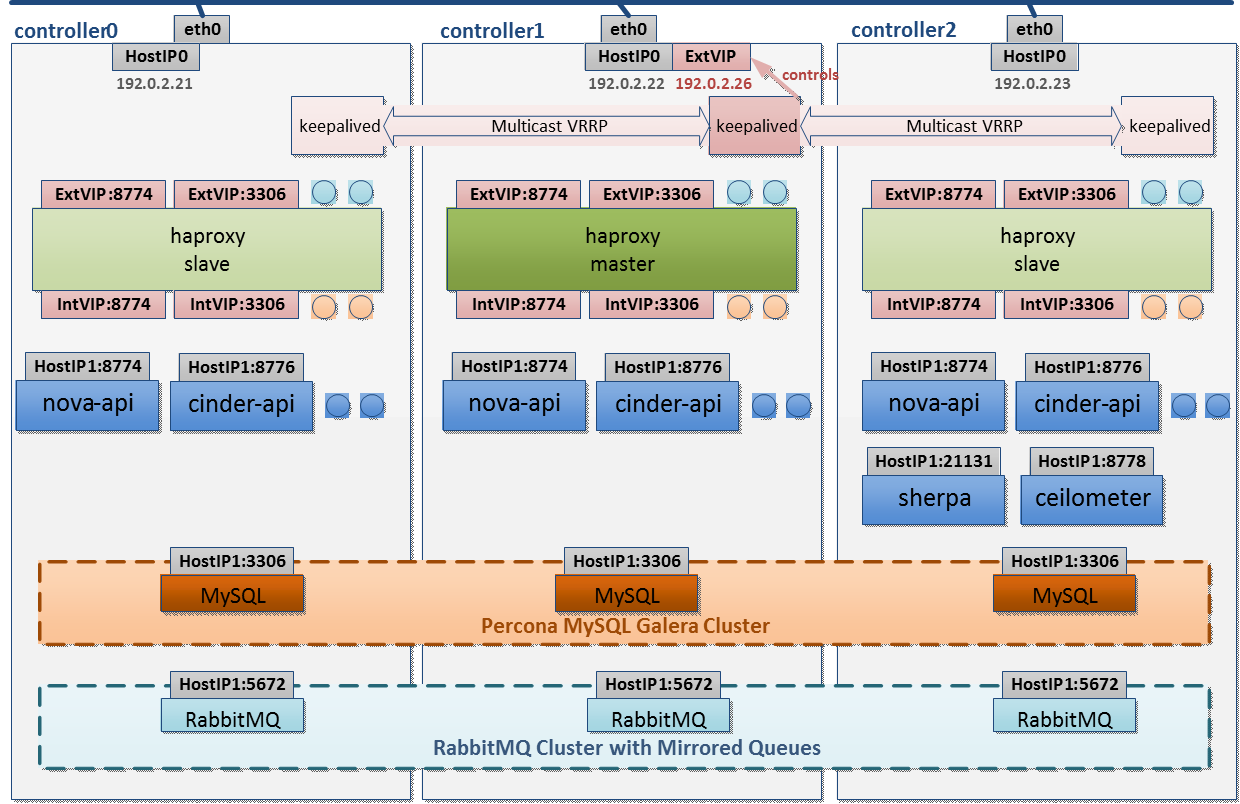 controller0
eth0
HostIP0
192.0.2.21
controller1
eth0
HostIP0
ExtVIP
192.0.2.22
192.0.2.26
controls
controller2
eth0
HostIP0
192.0.2.23
keepalived
Multicast VRRP
keepalived
Multicast VRRP
keepalived
ExtVIP:8774
ExtVIP:3306
haproxy
slave
IntVIP:8774
IntVIP:3306
ExtVIP:8774
ExtVIP:3306
haproxy
master
IntVIP:8774
IntVIP:3306
ExtVIP:8774
ExtVIP:3306
haproxy
slave
IntVIP:8774
IntVIP:3306
HostIP1:8774
nova-api
HostIP1:8776
cinder-api
HostIP1:8774
nova-api
HostIP1:8776
cinder-api
HostIP1:8774
nova-api
HostIP1:8776
cinder-api
HostIP1:21131
sherpa
HostIP1:8778
ceilometer
HostIP1:3306
MySQL
HostIP1:3306
MySQL
HostIP1:3306
MySQL
Percona MySQL Galera Cluster
HostIP1:5672
RabbitMQ
HostIP1:5672
RabbitMQ
HostIP1:5672
RabbitMQ
RabbitMQ Cluster with Mirrored Queues